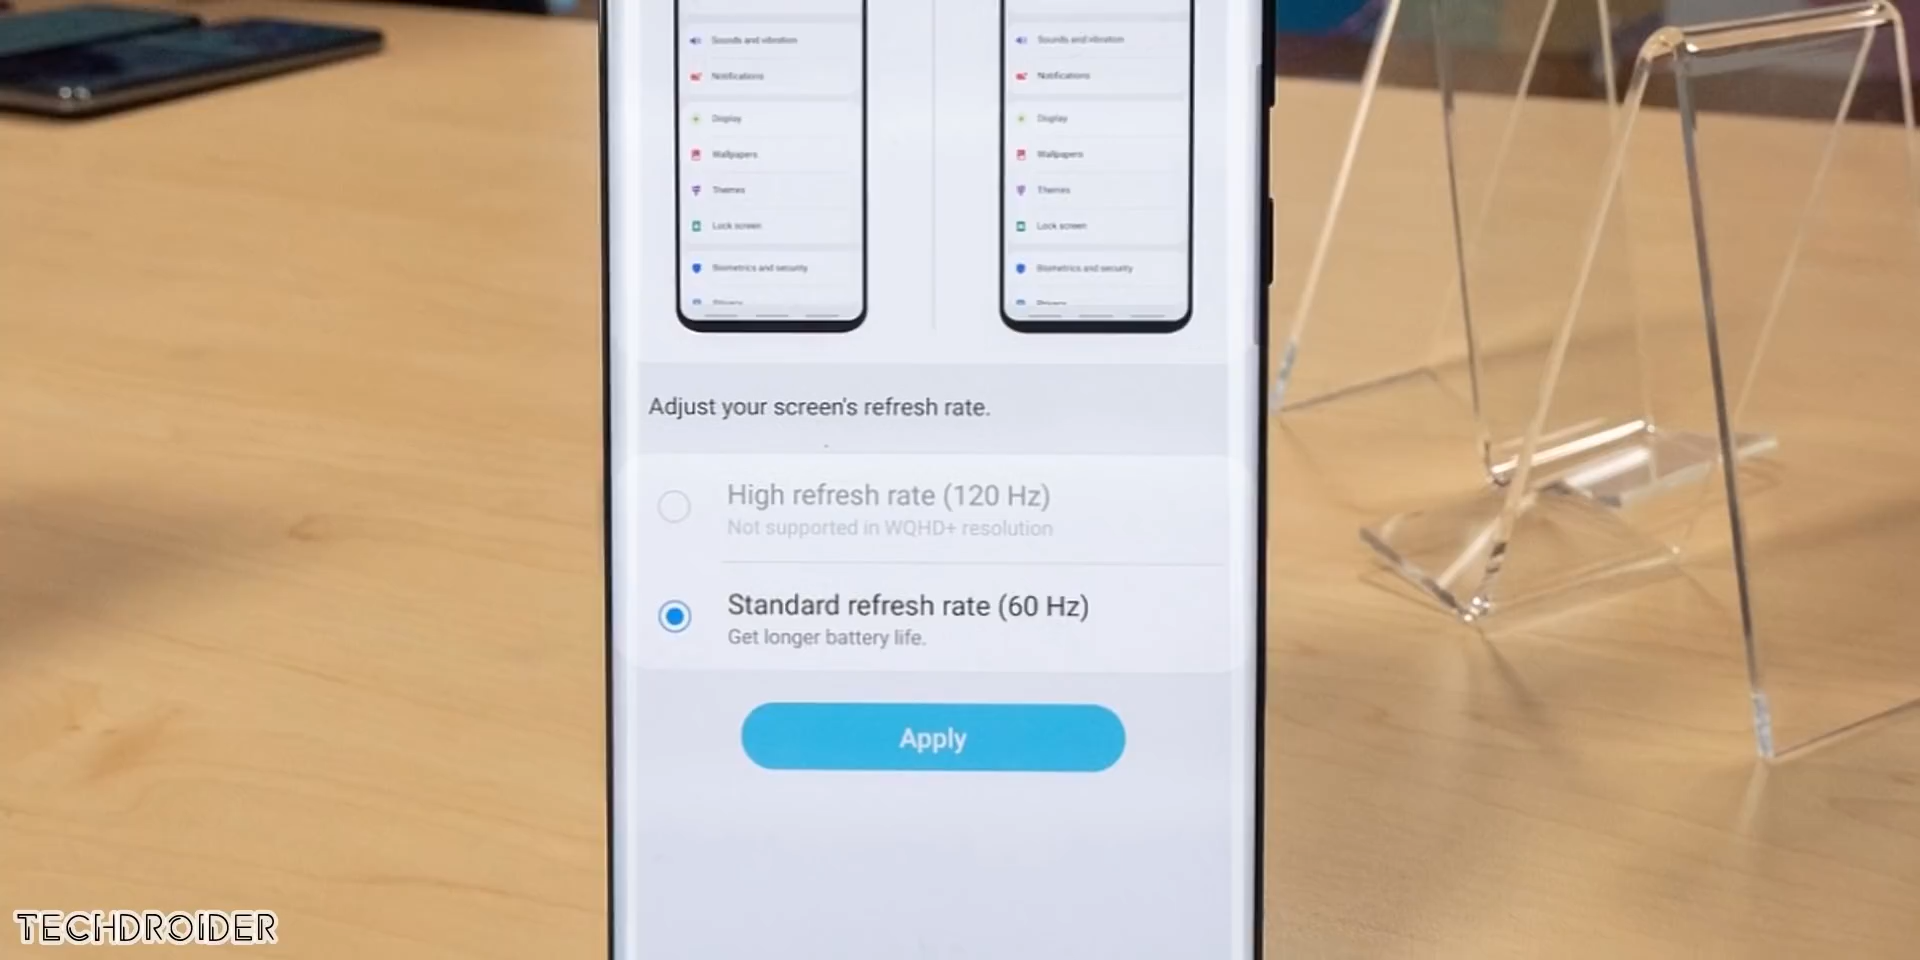 Sounds and vibration
Notifications
Display
Wallpapers
Themes
Lock screen
Biometrics and security
Privacy
Sounds and vibration
Notifications
Display
Wallpapers
Themes
Lock screen
Biometrics and security
Privacy
Adjust your screen's refresh rate.
High refresh rate (120 Hz)
Not supported in WQHD+ resolution
Standard refresh rate (60 Hz)
Get longer battery life.
Apply
TECHDROIDER